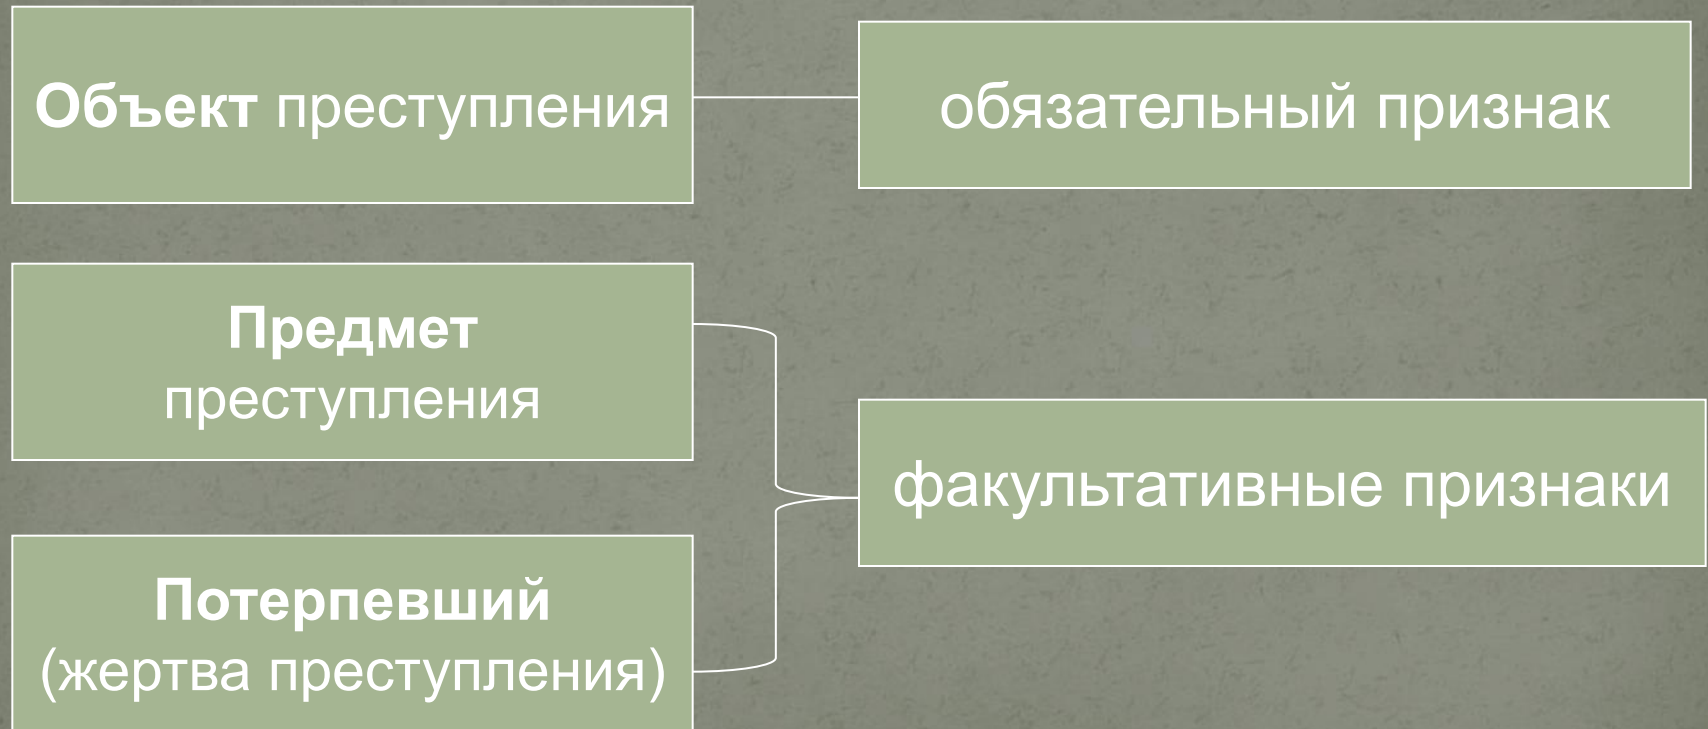 Объект преступления
обязательный признак
Предмет
преступления
факультативные признаки
Потерпевший
(жертва преступления)